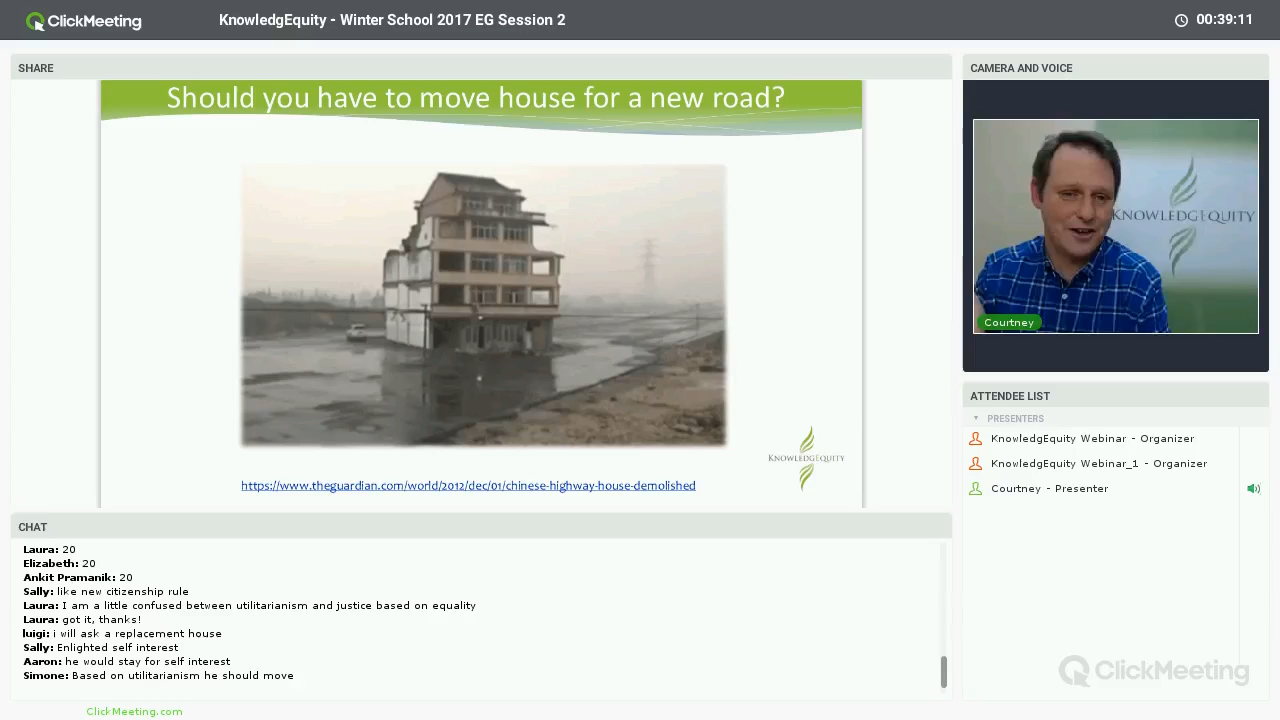 ClickMeeting
KnowledgEquity - Winter School 2017 EG Session 2
00:39:11
SHARE
Should you have to move house for a new road?
KNOWLEDGEQUITY
https://www.theguardian.com/world/2012/dec/01/chinese-highway-house-demolished
CAMERA AND VOICE
KNOWLEDGEQUITY
Courtney
ATTENDEE LIST
PRESENTERS
KnowledgEquity Webinar - Organizer
KnowledgEquity Webinar_1 - Organizer
Courtney - Presenter
CHAT
Laura: 20
Elizabeth: 20
Ankit Pramanik: 20
Sally: like new citizenship rule
Laura: I am a little confused between utilitarianism and justice based on equality
Laura: got it, thanks!
luigi: i will ask a replacement house
Sally: Enlighted self interest
Aaron: he would stay for self interest
Simone: Based on utilitarianism he should move
ClickMeeting
ClickMeeting.com